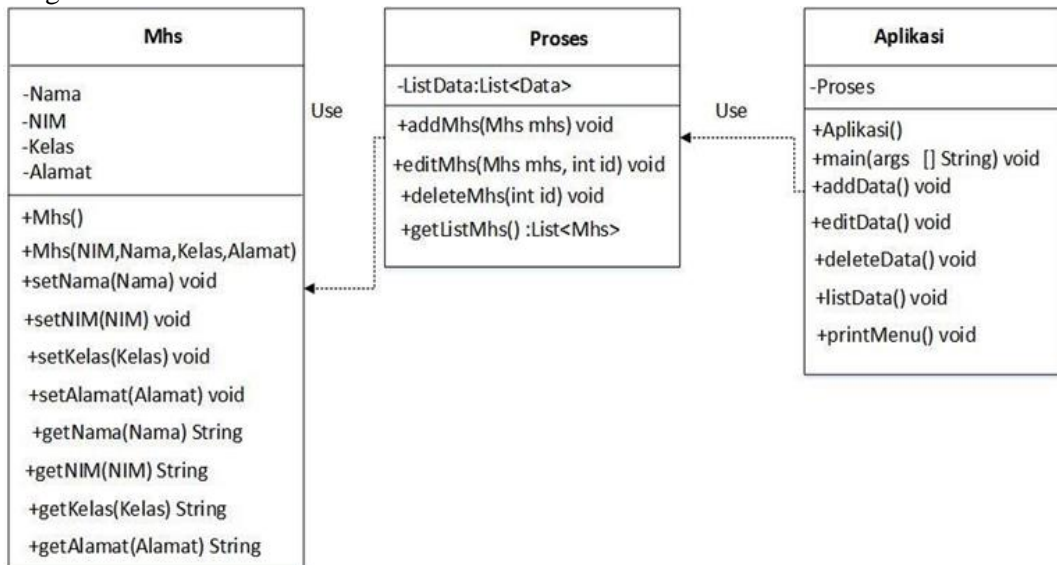 Mhs
-Nama
-NIM
-Kelas
-Alamat
+Mhs()
+Mhs(NIM,Nama,Kelas,Alamat)
+setNama(Nama) void
+setNIM(NIM) void
+setKelas(Kelas) void
+setAlamat(Alamat) void
+getNama(Nama) String
+getNIM(NIM) String
+getKelas(Kelas) String
+getAlamat(Alamat) String
Use
Proses
-ListData:List<Data>
+addMhs(Mhs mhs) void
+editMhs(Mhs mhs, int id) void
+deleteMhs(int id) void
+getListMhs() :List<Mhs>
Use
Aplikasi
-Proses
+Aplikasi()
+main(args [] String) void
+addData() void
+editData() void
+deleteData() void
+listData() void
+printMenu() void